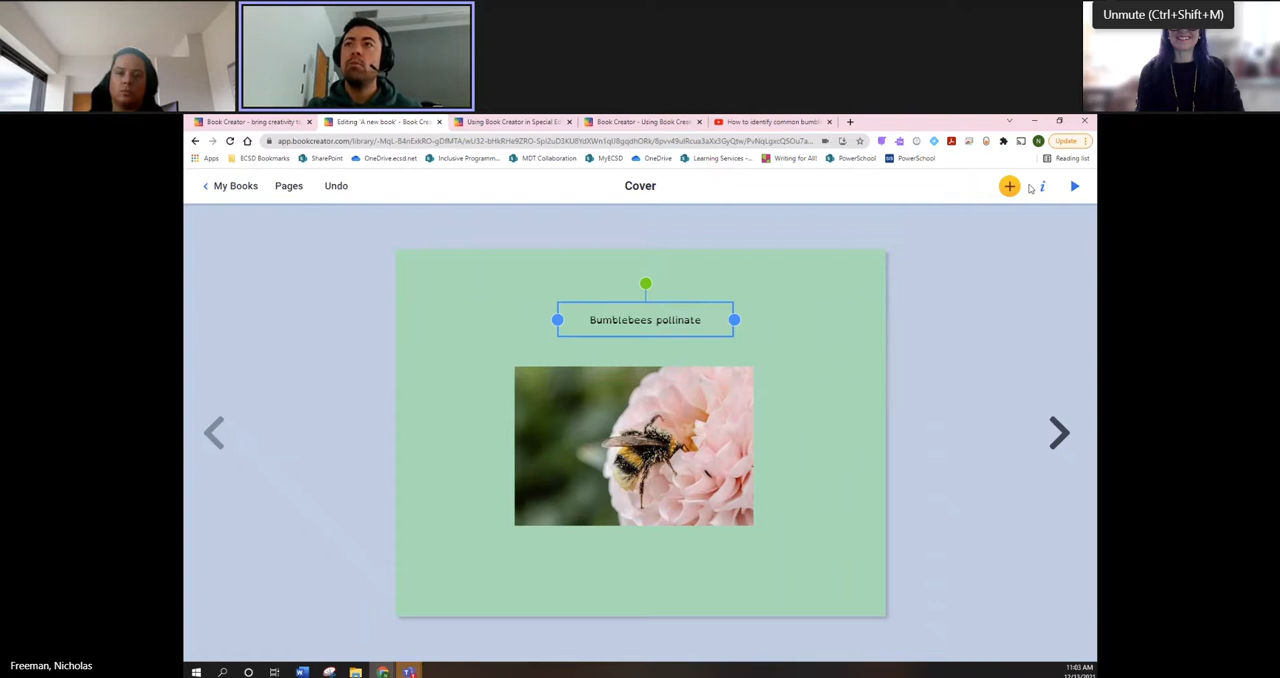 Unmute (Ctrl+Shift+M)
Book Creator - bring creativity to
Editing 'A new book' - Book Cre
Using Book Creator in Special Ed
Book Creator - Using Book Creat
How to identify common bumbl
Update
Apps
ECSD Bookmarks
SharePoint
OneDrive.ecsd.net
Inclusive Programm...
MDT Collaboration
MyECSD
OneDrive
Learning Services -...
Writing for All!
PowerSchool
PowerSchool
Reading list
My Books
Pages
Undo
Cover
Bumblebees pollinate
Freeman, Nicholas
11:03 AM